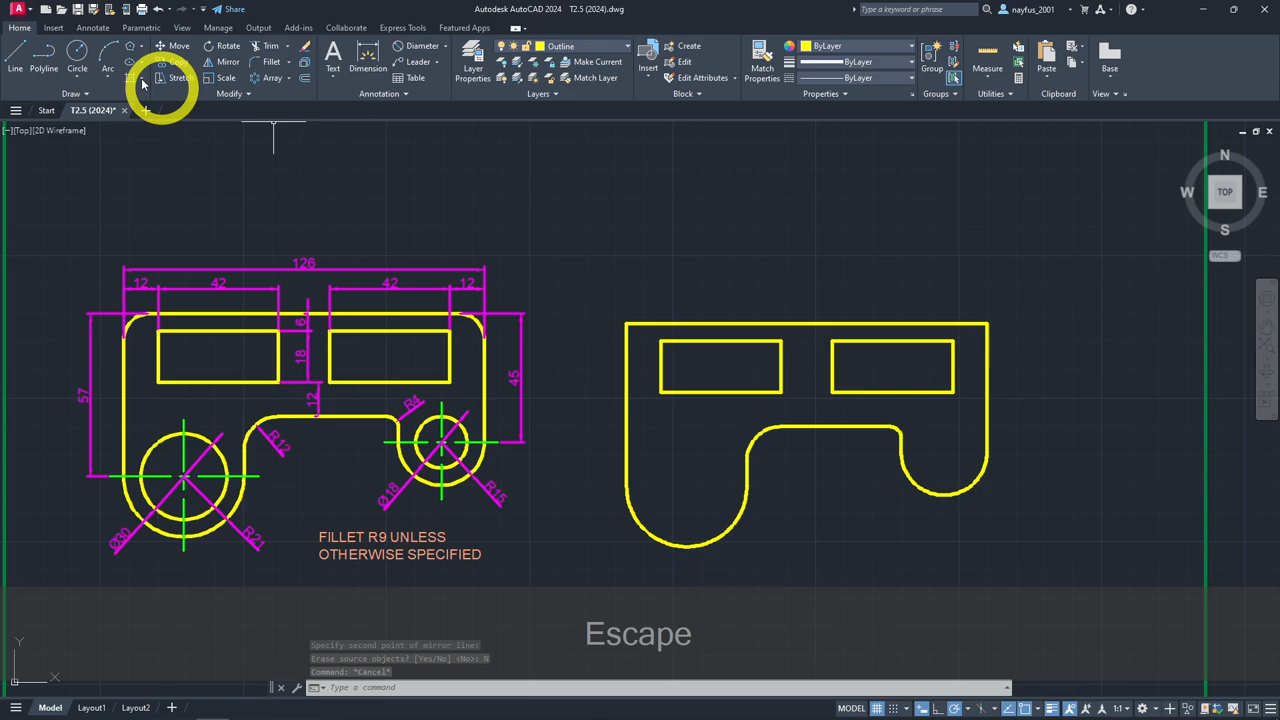 Share
Autodesk AutoCAD 2024 T2.5 (2024).dwg
Type a keyword or phrase
nayfus_2001
Home Insert Annotate Parametric View Manage Output Add-ins Collaborate Express Tools Featured Apps
Line Polyline Circle Arc
Move Rotate Trim
Copy Mirror Fillet
Stretch Scale Array
Text Dimension
Diameter
Leader
Table
Layer
Properties
Outline
Make Current
Match Layer
Insert
Create
Edit
Edit Attributes
Match
Properties
ByLayer
ByLayer
ByLayer
Group
Measure
Paste
Base
Draw Modify Annotation Layers Block Properties Groups Utilities Clipboard View
Start T2.5 (2024)*
[−][Top][2D Wireframe]
N
W TOP E
S
WCS
126
12 42 42 12
6
18
12
57
45
R4
R12
Ø18
R15
Ø30
R21
FILLET R9 UNLESS
OTHERWISE SPECIFIED
Escape
Y
X
Specify second point of mirror line:
Erase source objects? [Yes/No] <No>: N
Command: *Cancel*
Type a command
Model Layout1 Layout2
MODEL
1:1